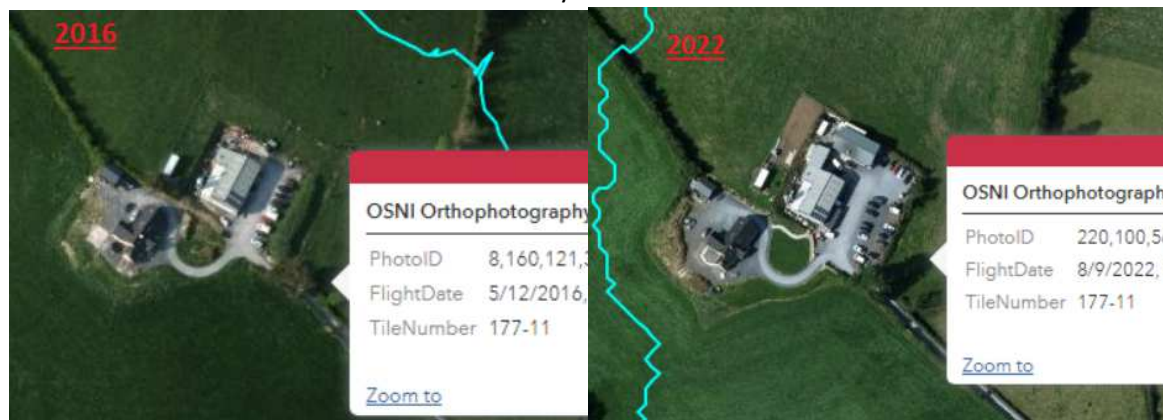 2016
OSNI Orthophotography
PhotoID 8,160,121,
FlightDate 5/12/2016,
TileNumber 177-11
Zoom to
2022
OSNI Orthophotograph
PhotoID 220,100,5
FlightDate 8/9/2022,
TileNumber 177-11
Zoom to